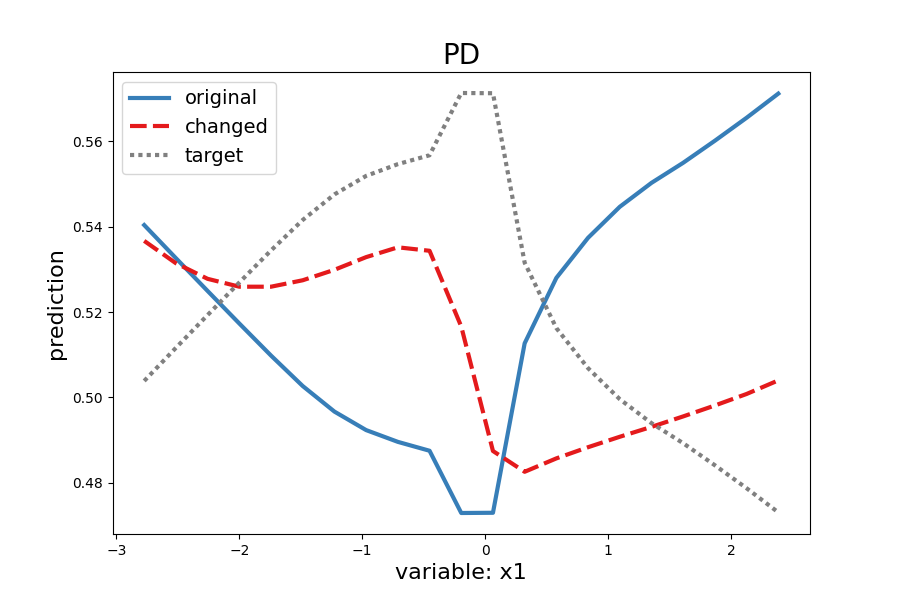 PD
original
changed
target
0.56
0.54
0.52
0.50
0.48
prediction
−3
−2
−1
0
1
2
variable: x1